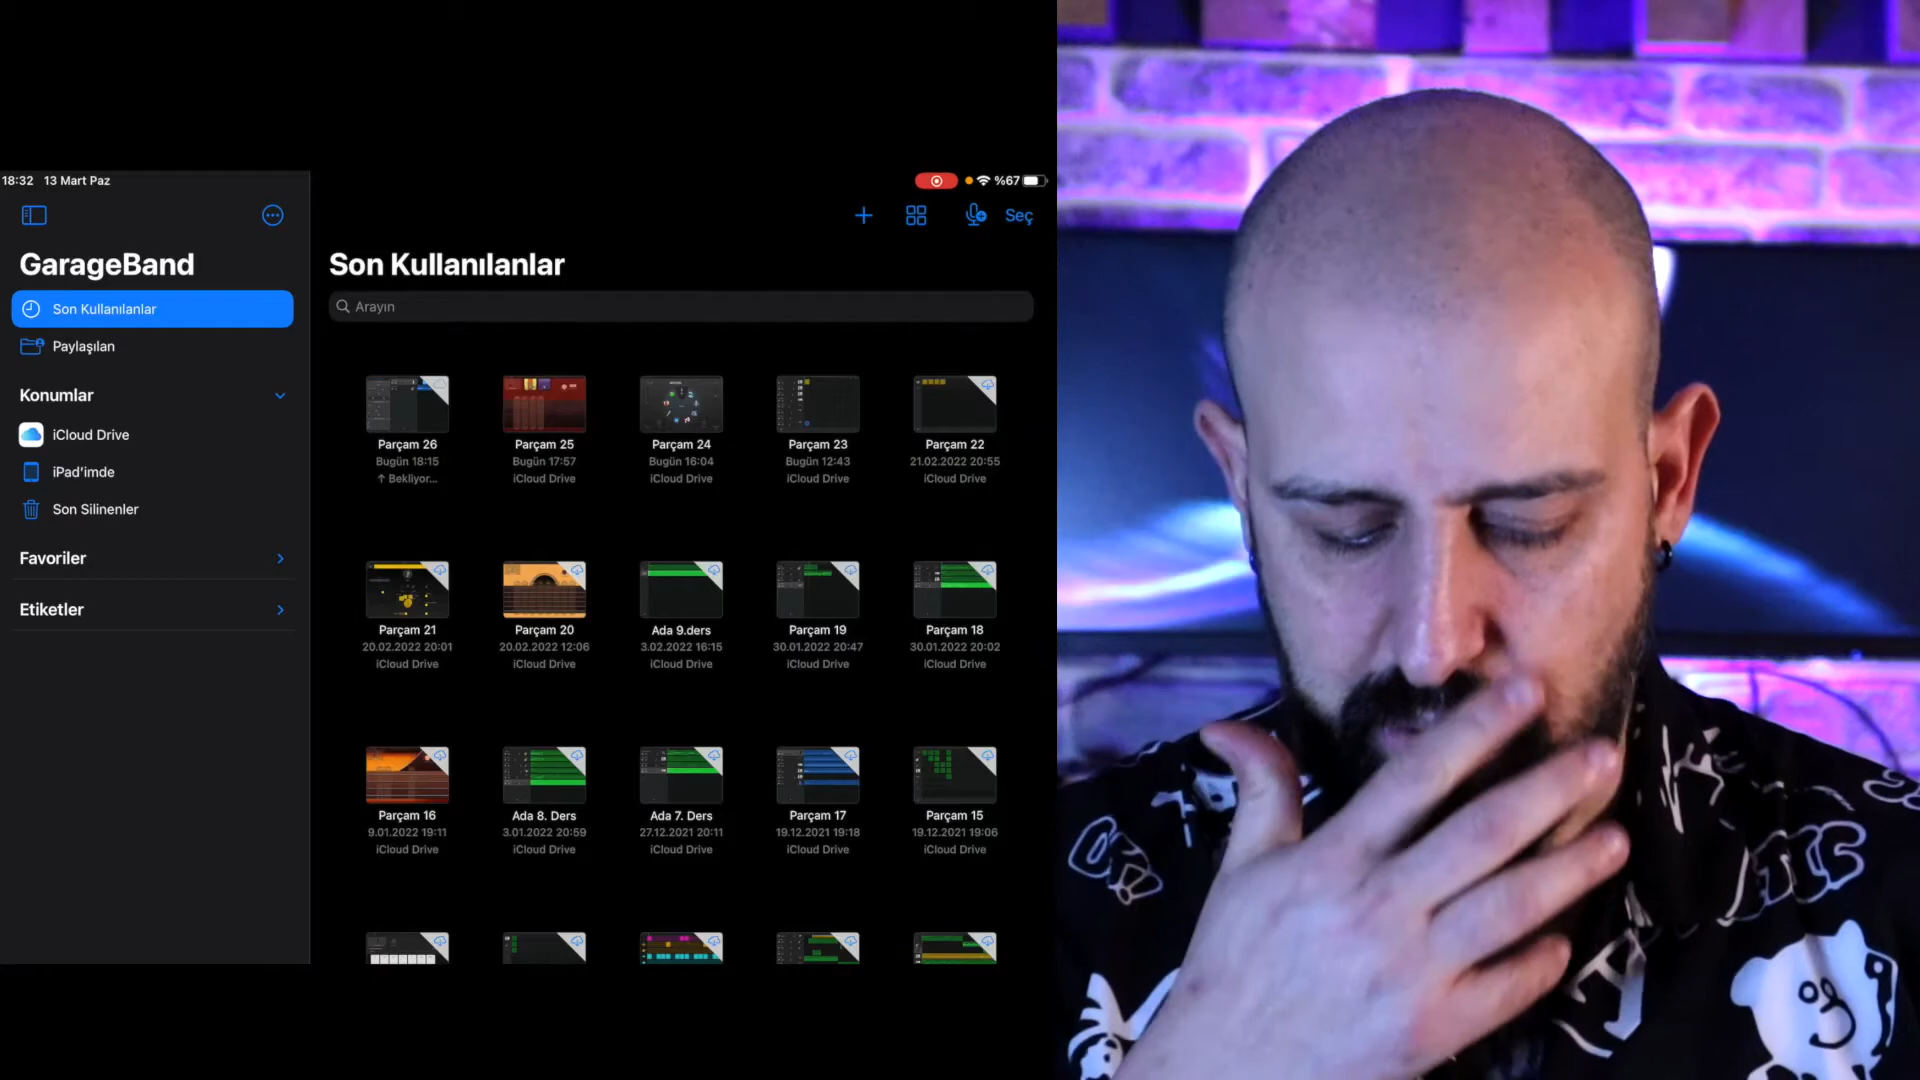 18:32 13 Mart Paz
%67
Seç
GarageBand
Son Kullanılanlar
Paylaşılan
Konumlar
iCloud Drive
iPad'imde
Son Silinenler
Favoriler
Etiketler
Son Kullanılanlar
Arayın
Parçam 26
Bugün 18:15
↑ Bekliyor...
Parçam 25
Bugün 17:57
iCloud Drive
Parçam 24
Bugün 16:04
iCloud Drive
Parçam 23
Bugün 12:43
iCloud Drive
Parçam 22
21.02.2022 20:55
iCloud Drive
Parçam 21
20.02.2022 20:01
iCloud Drive
Parçam 20
20.02.2022 12:06
iCloud Drive
Ada 9.ders
3.02.2022 16:15
iCloud Drive
Parçam 19
30.01.2022 20:47
iCloud Drive
Parçam 18
30.01.2022 20:02
iCloud Drive
Parçam 16
9.01.2022 19:11
iCloud Drive
Ada 8. Ders
3.01.2022 20:59
iCloud Drive
Ada 7. Ders
27.12.2021 20:11
iCloud Drive
Parçam 17
19.12.2021 19:18
iCloud Drive
Parçam 15
19.12.2021 19:06
iCloud Drive